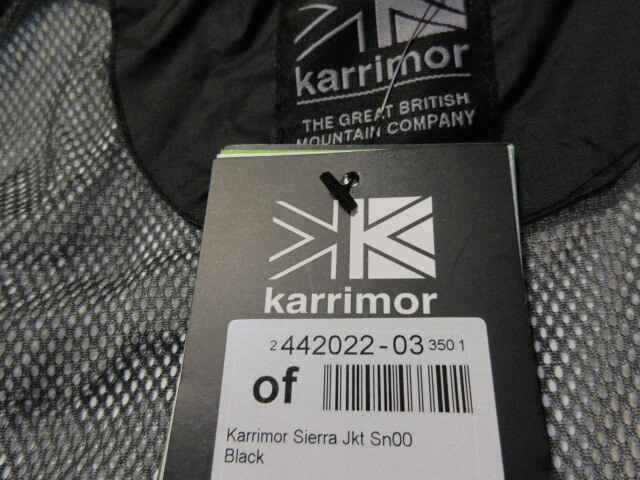 karrimor
THE GREAT BRITISH
MOUNTAIN COMPANY
karrimor
2 442022-03 350 1
of
Karrimor Sierra Jkt Sn00
Black